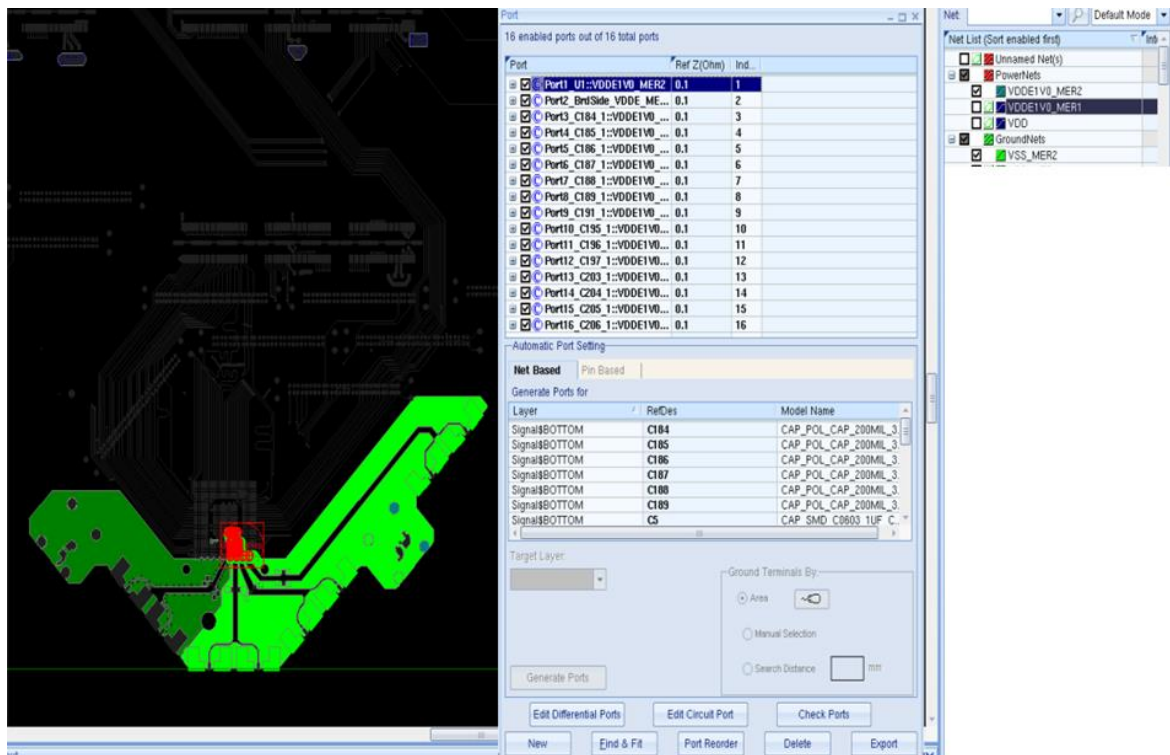 Port
16 enabled ports out of 16 total ports
Port Ref Z(Ohm) Ind...
Port1_U1::VDDE1V0_MER2 0.1 1
Port2_BrdSide_VDDE_ME... 0.1 2
Port3_C184_1::VDDE1V0_... 0.1 3
Port4_C185_1::VDDE1V0_... 0.1 4
Port5_C186_1::VDDE1V0_... 0.1 5
Port6_C187_1::VDDE1V0_... 0.1 6
Port7_C188_1::VDDE1V0_... 0.1 7
Port8_C189_1::VDDE1V0_... 0.1 8
Port9_C191_1::VDDE1V0_... 0.1 9
Port10_C195_1::VDDE1V0... 0.1 10
Port11_C196_1::VDDE1V0... 0.1 11
Port12_C197_1::VDDE1V0... 0.1 12
Port13_C203_1::VDDE1V0... 0.1 13
Port14_C204_1::VDDE1V0... 0.1 14
Port15_C205_1::VDDE1V0... 0.1 15
Port16_C206_1::VDDE1V0... 0.1 16
Automatic Port Setting
Net Based Pin Based
Generate Ports for
Layer RefDes Model Name
Signal$BOTTOM C184 CAP_POL_CAP_200MIL_3.
Signal$BOTTOM C185 CAP_POL_CAP_200MIL_3.
Signal$BOTTOM C186 CAP_POL_CAP_200MIL_3.
Signal$BOTTOM C187 CAP_POL_CAP_200MIL_3.
Signal$BOTTOM C188 CAP_POL_CAP_200MIL_3.
Signal$BOTTOM C189 CAP_POL_CAP_200MIL_3.
Signal$BOTTOM C5 CAP_SMD_C0603_1UF_C...
Target Layer:
Ground Terminals By:
Area
Manual Selection
Search Distance mm
Generate Ports
Edit Differential Ports Edit Circuit Port Check Ports
New Find & Fit Port Reorder Delete Export
Net: Default Mode
Net List (Sort enabled first)
Unnamed Net(s)
PowerNets
VDDE1V0_MER2
VDDE1V0_MER1
VDD
GroundNets
VSS_MER2